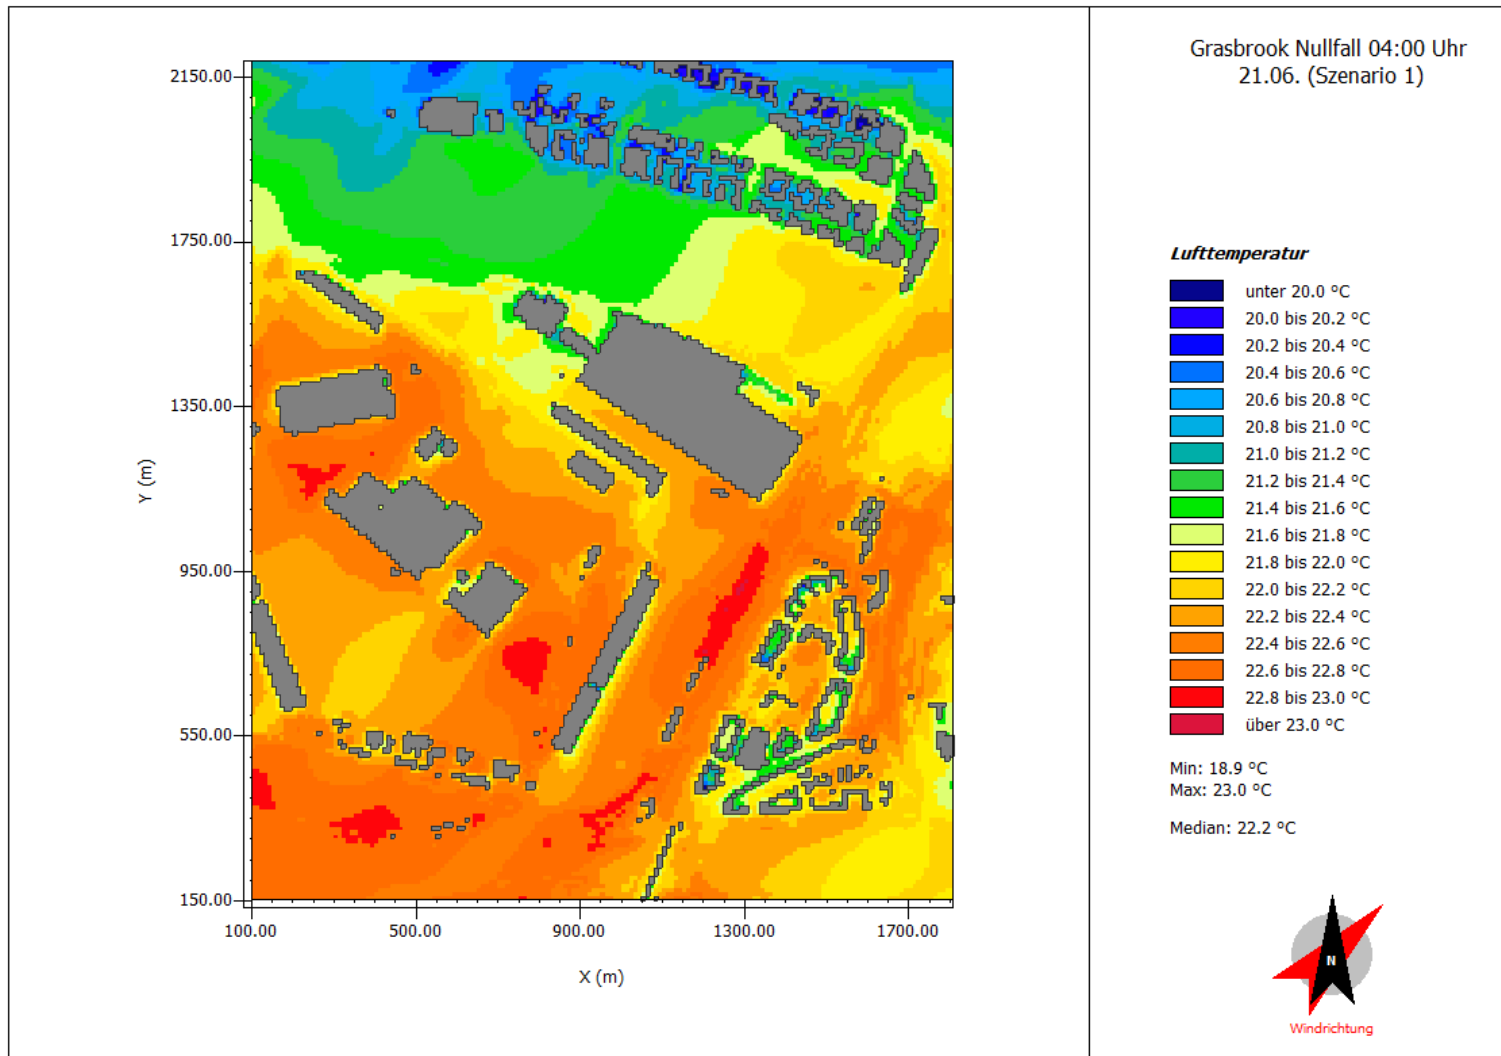 Grasbrook Nullfall 04:00 Uhr
21.06. (Szenario 1)
2150.00
1750.00
1350.00
950.00
550.00
150.00
Y (m)
100.00
500.00
900.00
1300.00
1700.00
X (m)
Lufttemperatur
unter 20.0 °C
20.0 bis 20.2 °C
20.2 bis 20.4 °C
20.4 bis 20.6 °C
20.6 bis 20.8 °C
20.8 bis 21.0 °C
21.0 bis 21.2 °C
21.2 bis 21.4 °C
21.4 bis 21.6 °C
21.6 bis 21.8 °C
21.8 bis 22.0 °C
22.0 bis 22.2 °C
22.2 bis 22.4 °C
22.4 bis 22.6 °C
22.6 bis 22.8 °C
22.8 bis 23.0 °C
über 23.0 °C
Min: 18.9 °C
Max: 23.0 °C
Median: 22.2 °C
N
Windrichtung